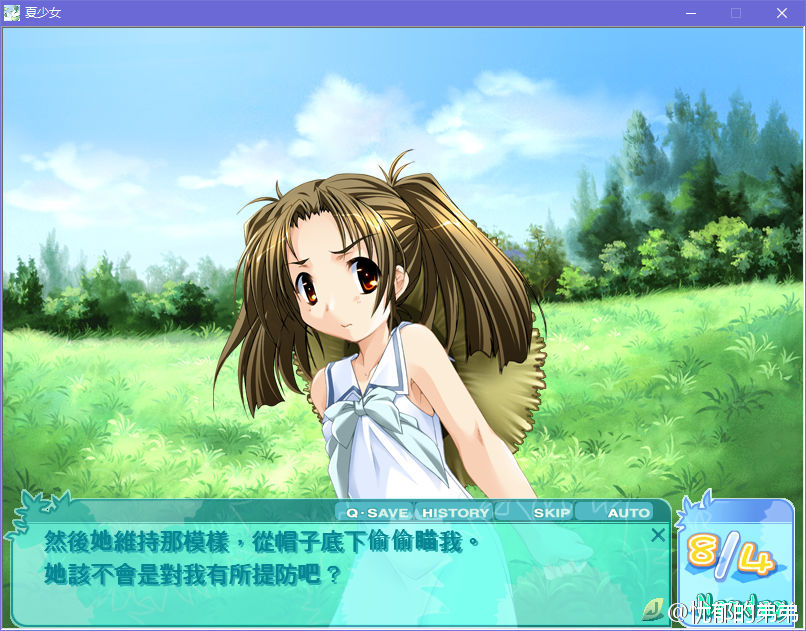 夏少女
Q-SAVE HISTORY SKIP AUTO
然後她維持那模樣，從帽子底下偷偷瞄我。
她該不會是對我有所提防吧？
8/4
Monday
@忧郁的弟弟